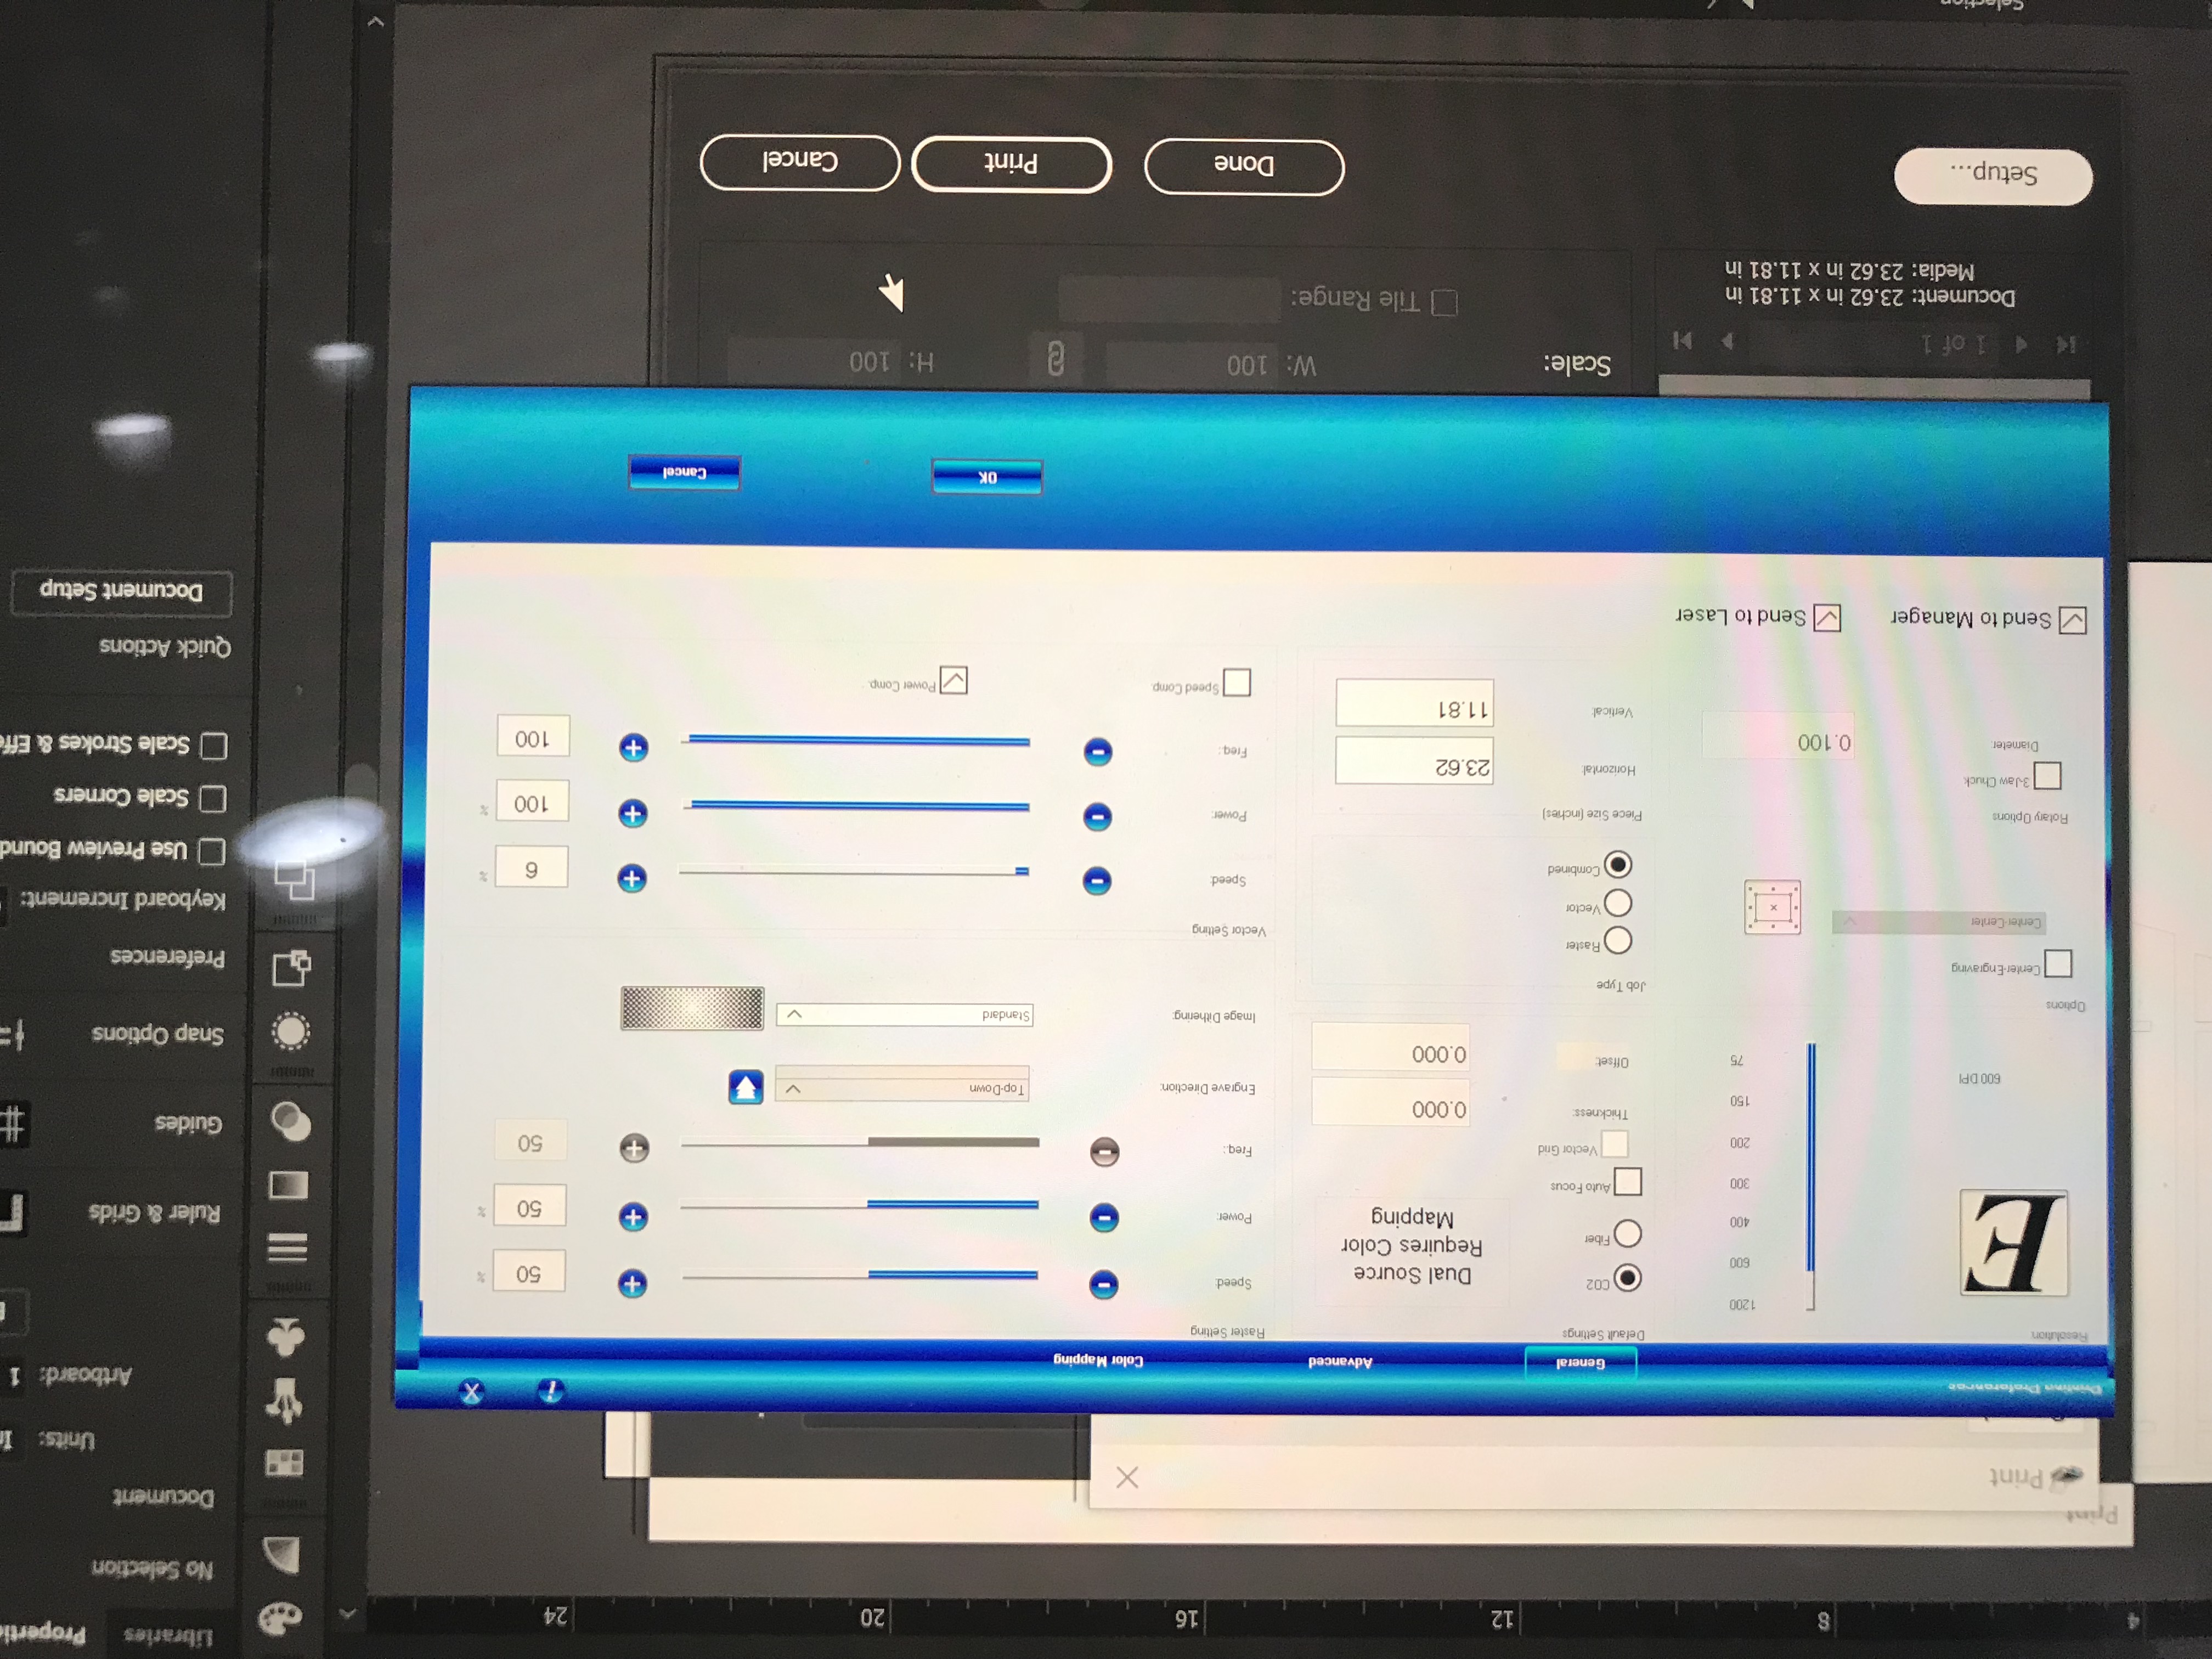 4 8 12 16 20 24
Libraries
No Selection
Document
Units:
Artboard: 1
Ruler & Grids
Guides
Snap Options
Preferences
Keyboard Increment:
Use Preview Bound
Scale Corners
Scale Strokes & Effe
Quick Actions
Document Setup
Print
Print
Printing Preferences
General Advanced Color Mapping
Resolution
E
1200
600
400
300
200
150
75
600 DPI
Options
Center-Engraving
Center-Center
Rotary Options
3-Jaw Chuck
Diameter: 0.100
Send to Manager Send to Laser
Default Settings
CO2
Fiber
Dual Source
Requires Color
Mapping
Auto Focus
Vector Grid
Thickness: 0.000
Offset: 0.000
Job Type
Raster
Vector
Combined
Piece Size (inches)
Horizontal: 23.62
Vertical: 11.81
Raster Setting
Speed: 50 %
Power: 50 %
Freq.: 50
Engrave Direction: Top-Down
Image Dithering: Standard
Vector Setting
Speed: 6 %
Power: 100 %
Freq.: 100
Speed Comp. Power Comp.
OK Cancel
1 of 1
Document: 23.62 in x 11.81 in
Media: 23.62 in x 11.81 in
Scale: W: 100 H: 100
Tile Range:
Setup... Done Print Cancel
Selection